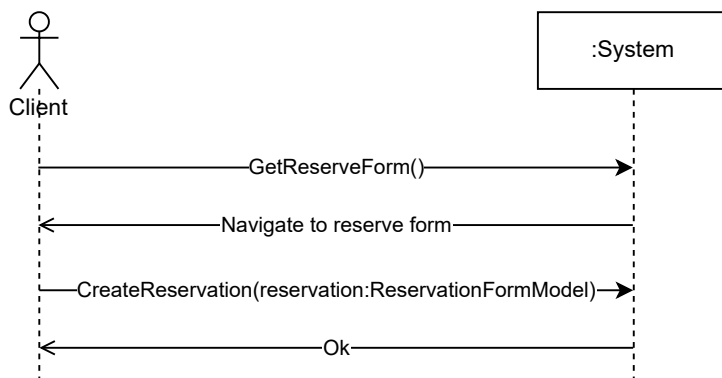 :System
Client
GetReserveForm()
Navigate to reserve form
CreateReservation(reservation:ReservationFormModel)
Ok